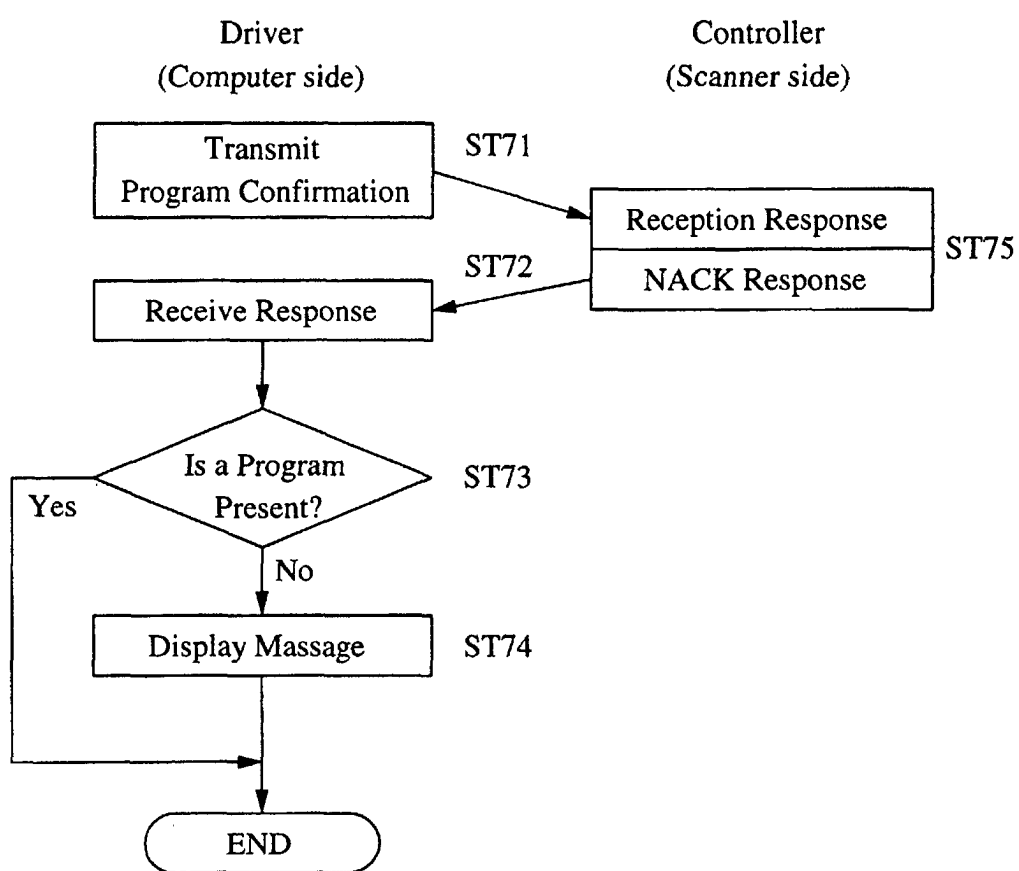 Driver
(Computer side)
Controller
(Scanner side)
Transmit
Program Confirmation
ST71
Reception Response
NACK Response
ST75
ST72
Receive Response
Is a Program
Present?
ST73
Yes
No
Display Massage
ST74
END